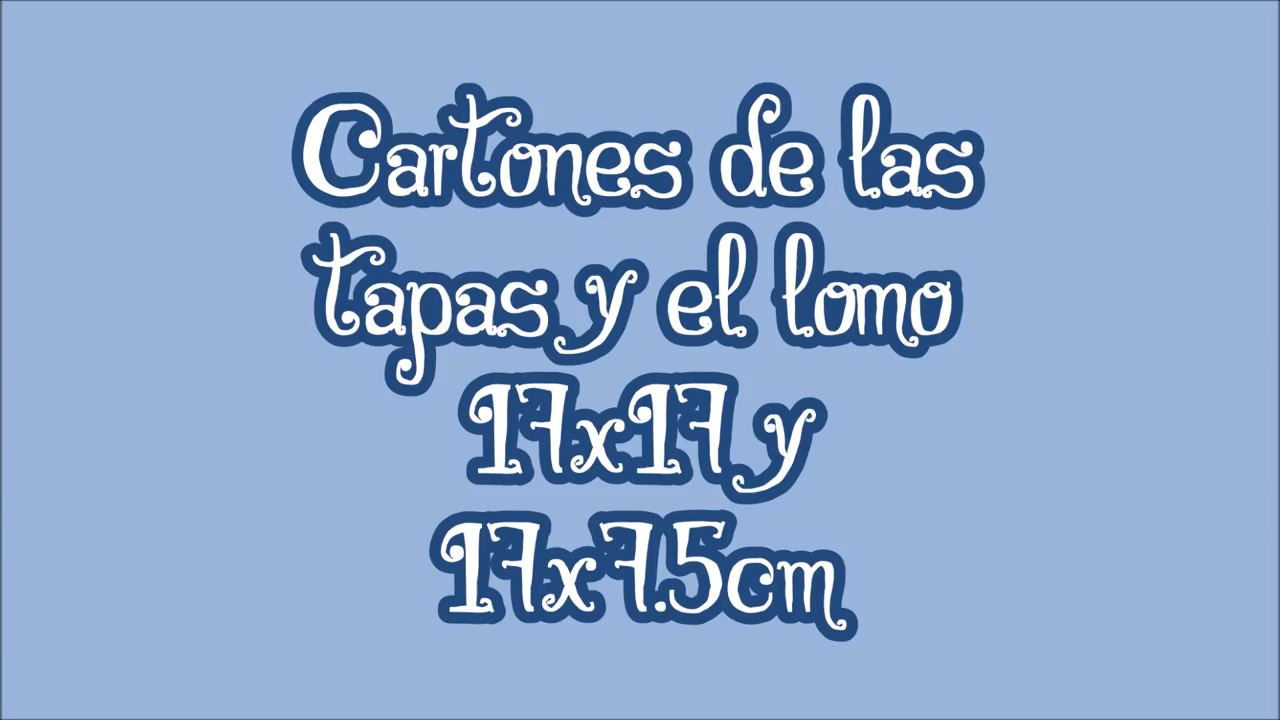 Cartones de las
tapas y el lomo
17x17 y
17x7.5cm